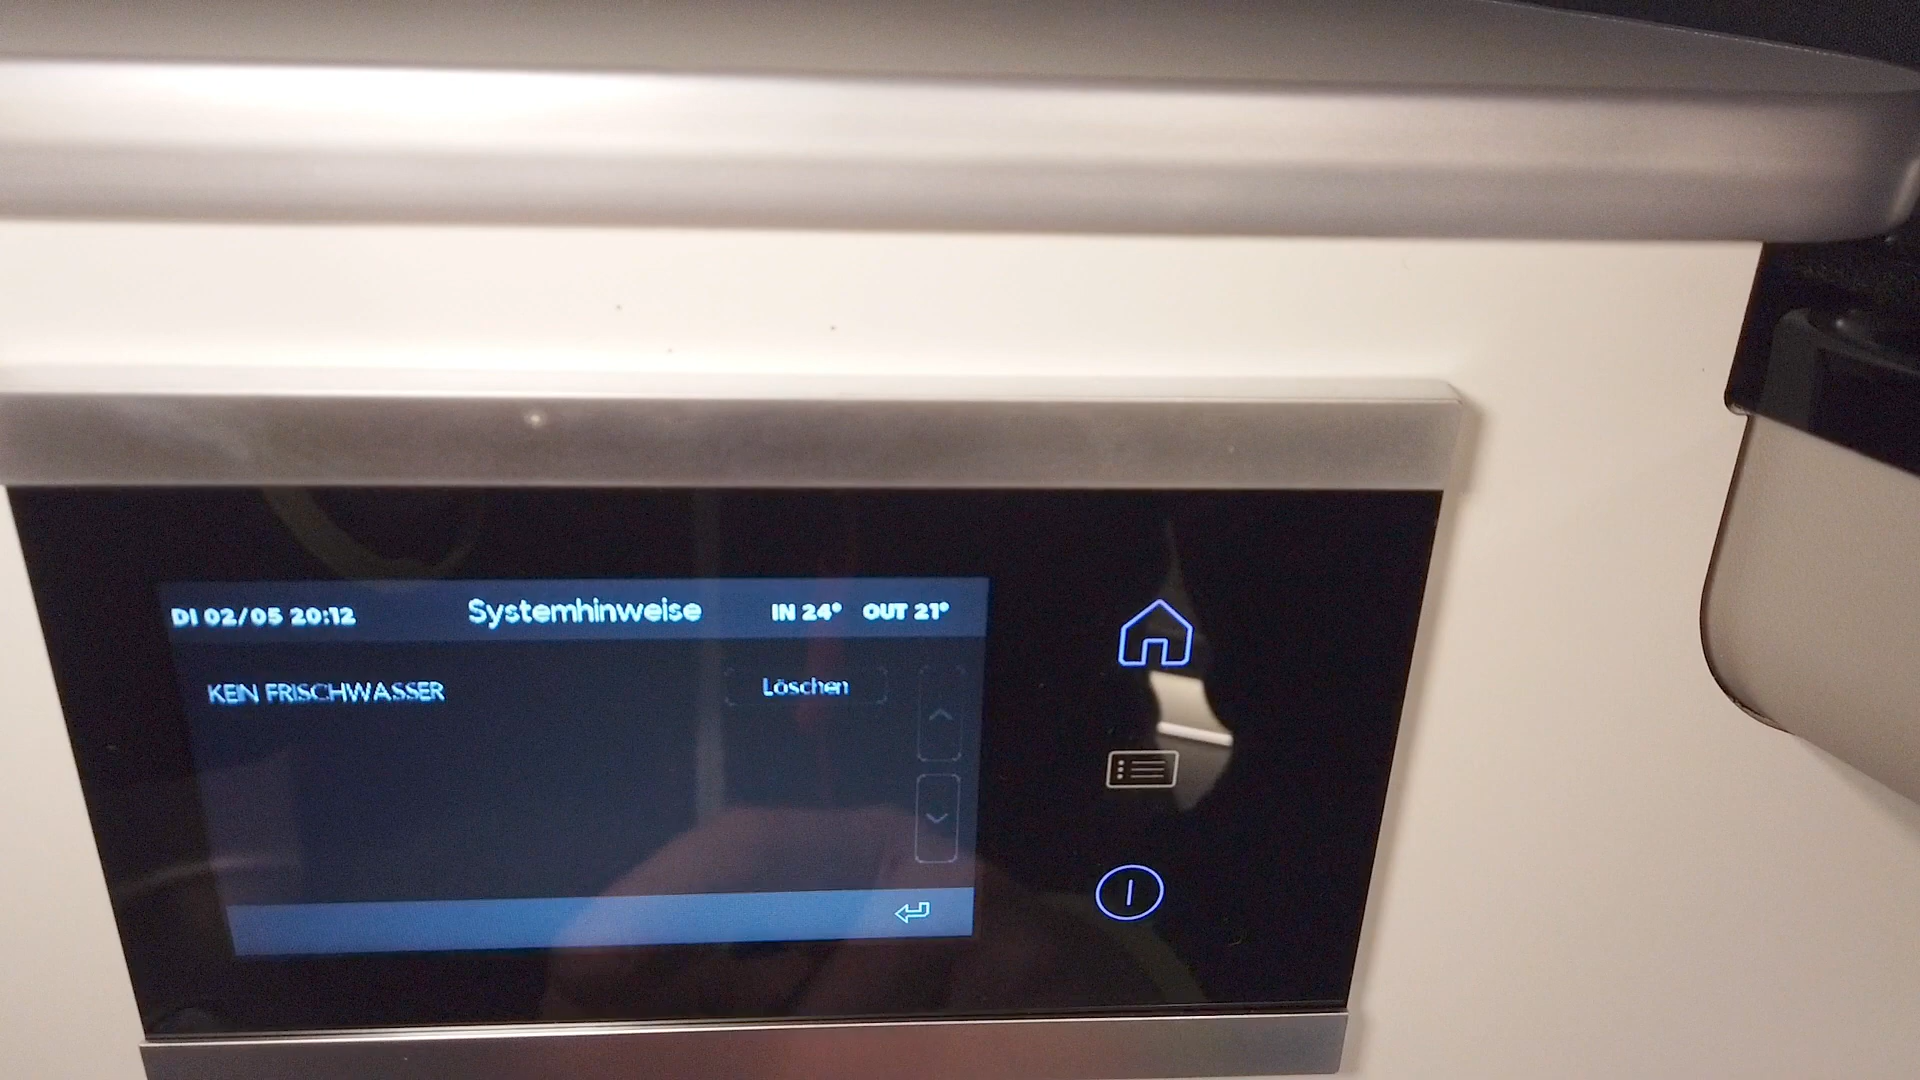 DI 02/05 20:12 Systemhinweise IN 24° OUT 21°
KEIN FRISCHWASSER Löschen